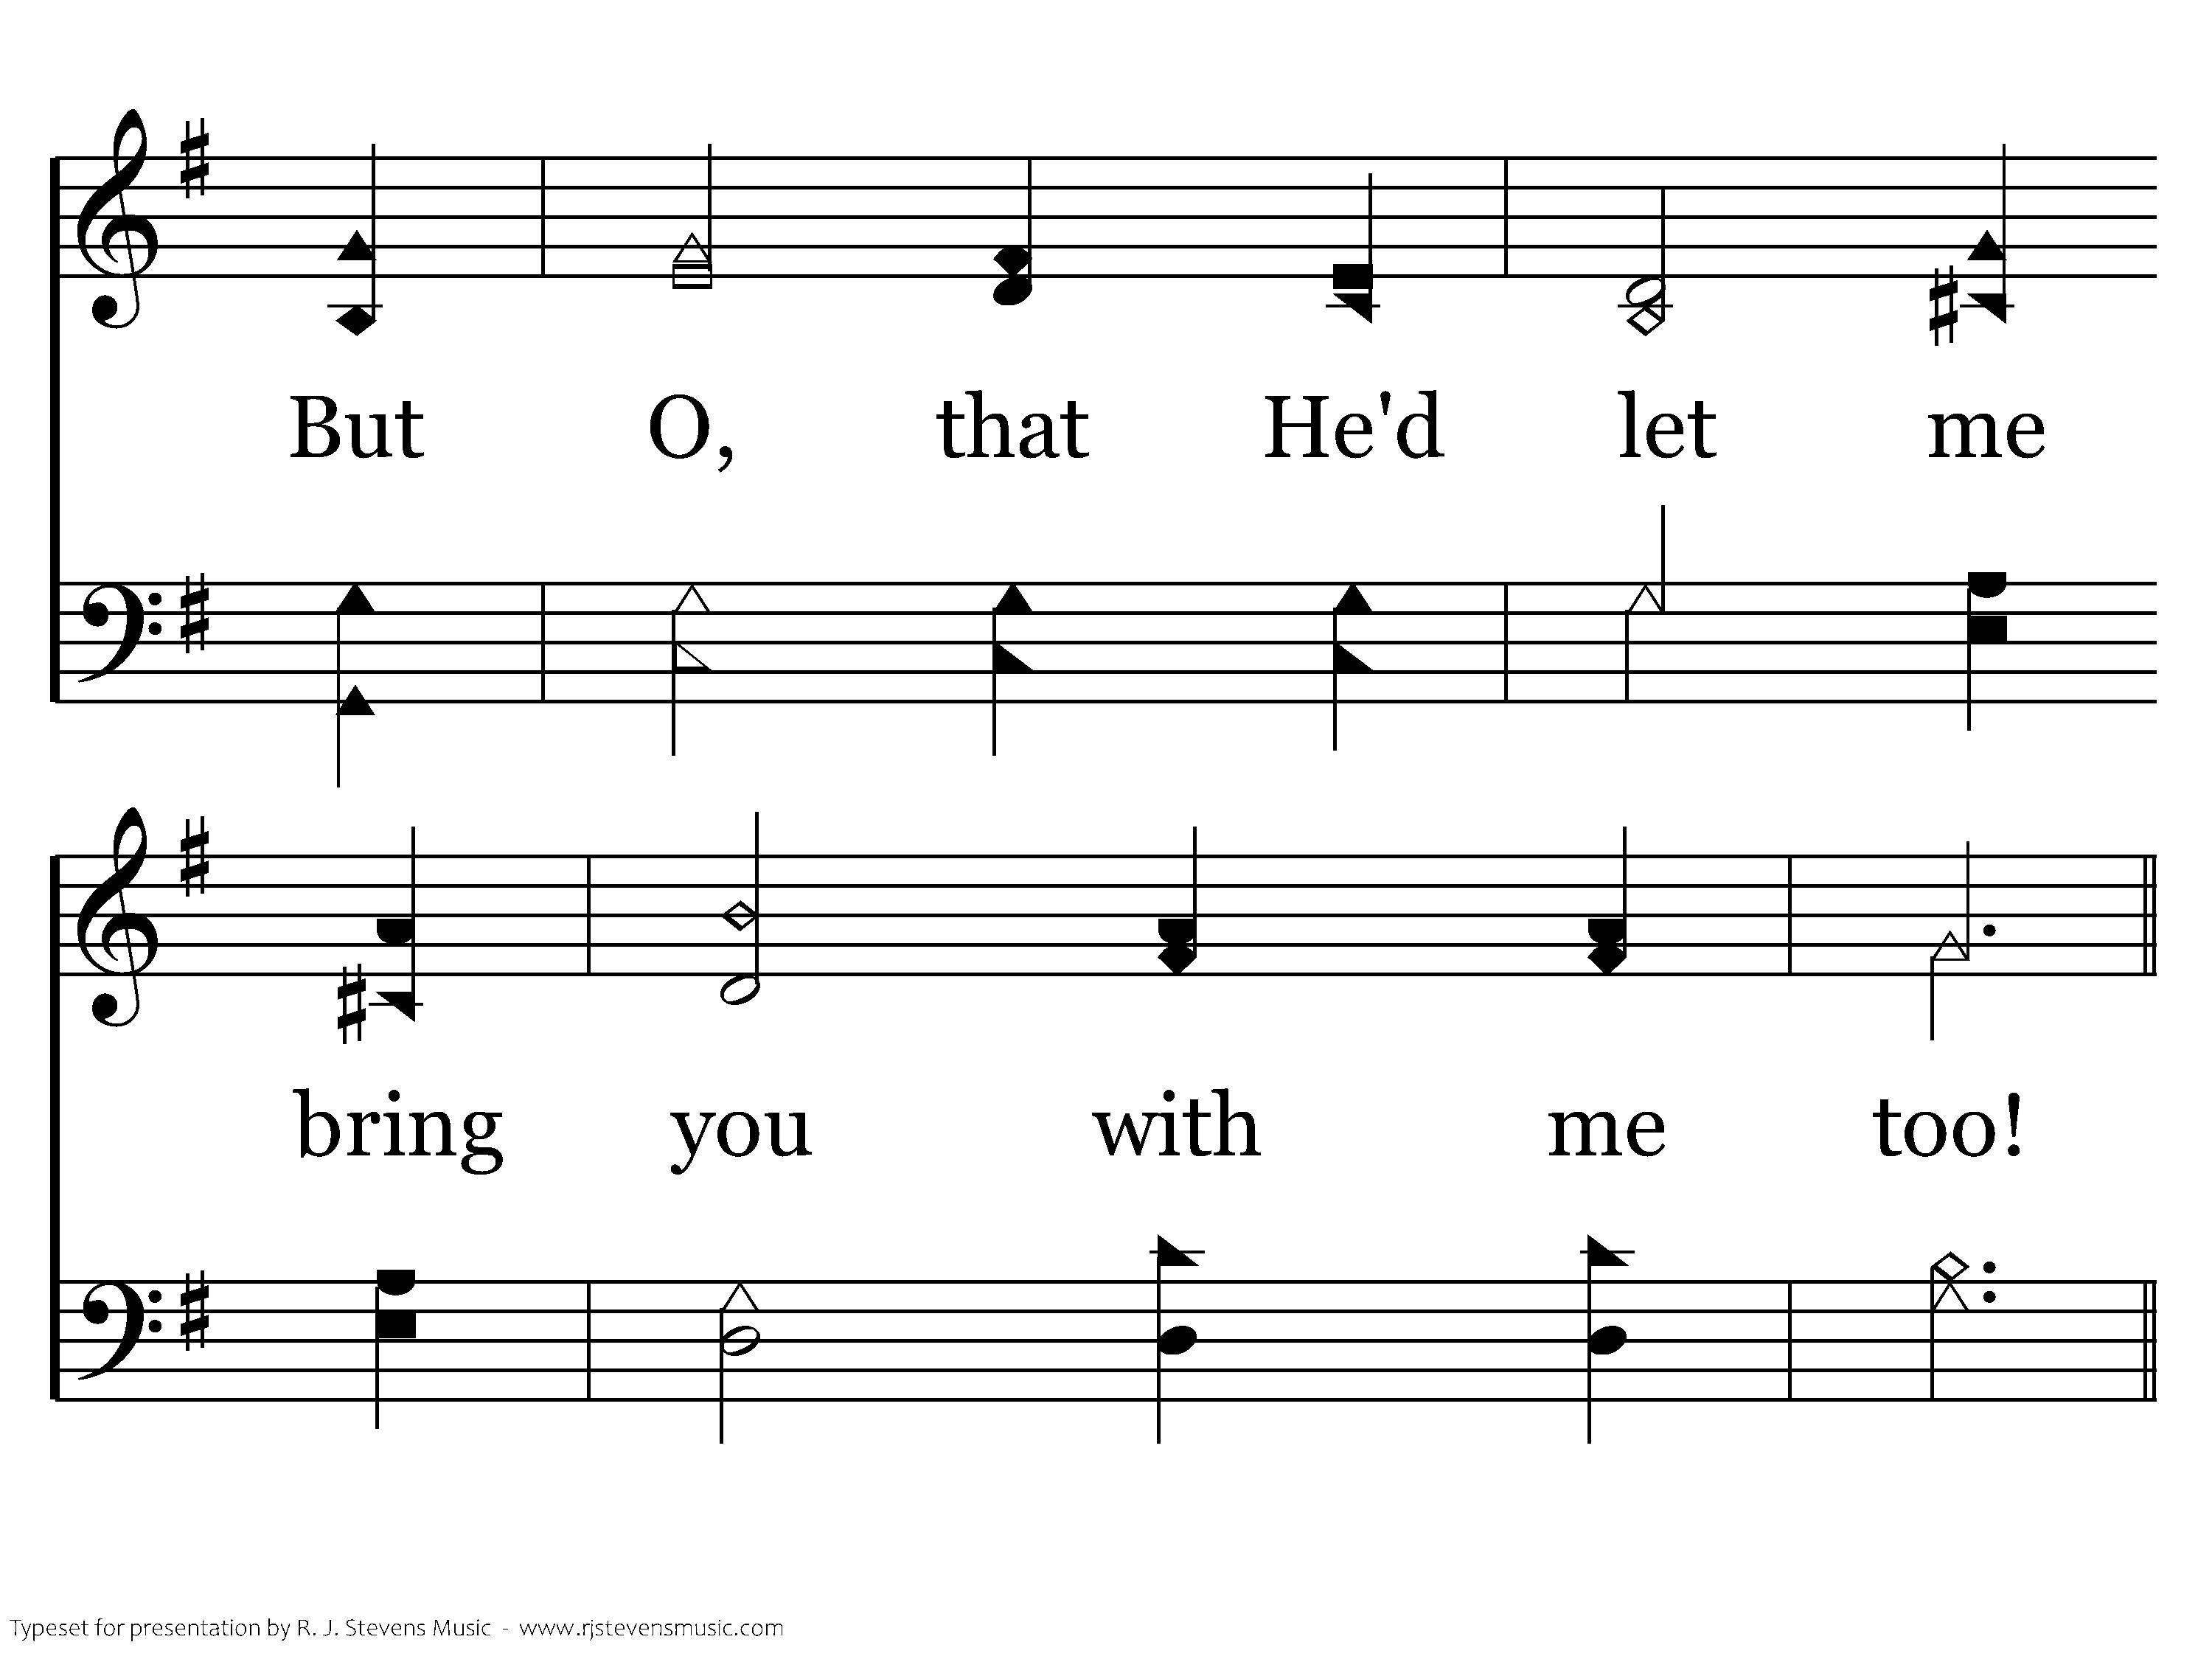 But O, that He'd let me
bring you with me too!
Typeset for presentation by R. J. Stevens Music - www.rjstevensmusic.com